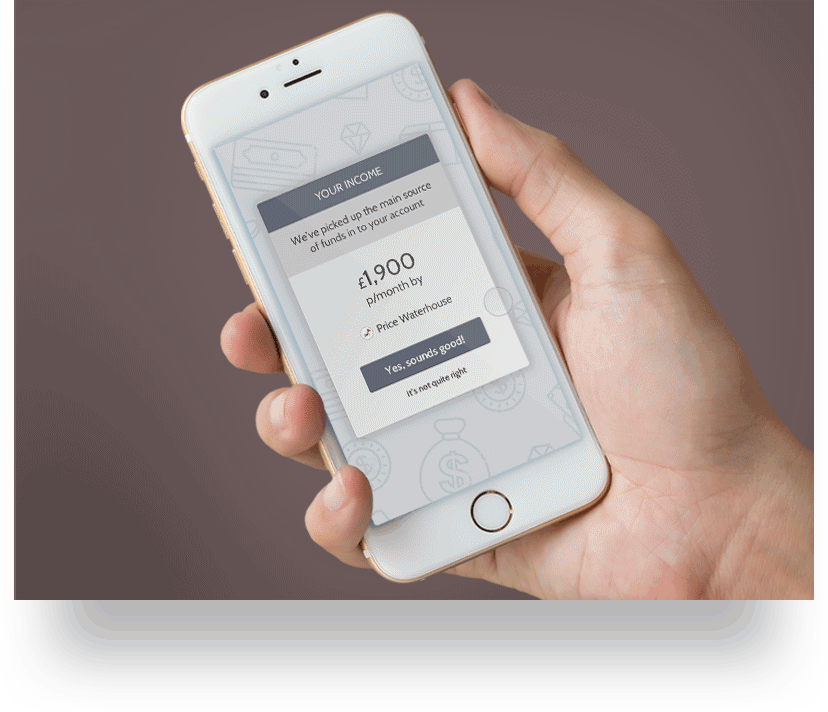 YOUR INCOME
We've picked up the main source
of funds in to your account
£1,900
p/month by
Price Waterhouse
Yes, sounds good!
It's not quite right